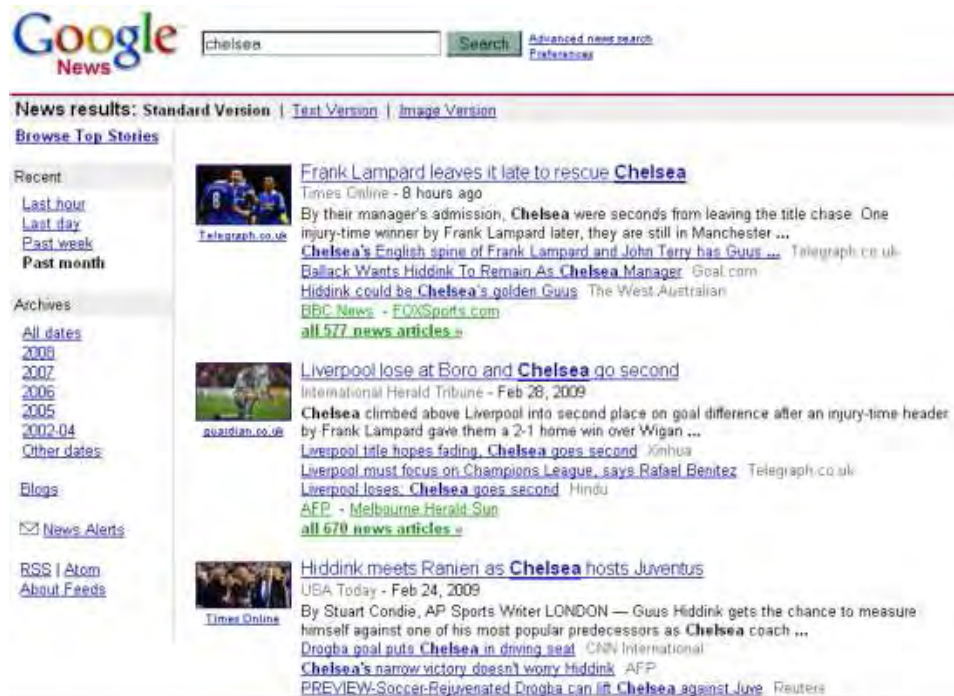 Google
News
chelsea
Search
Advanced news search
Preferences
News results: Standard Version | Text Version | Image Version
Browse Top Stories
Recent
Last hour
Last day
Past week
Past month
Archives
All dates
2008
2007
2006
2005
2002-04
Other dates
Blogs
News Alerts
RSS | Atom
About Feeds
Telegraph.co.uk
Frank Lampard leaves it late to rescue Chelsea
Times Online - 8 hours ago
By their manager's admission, Chelsea were seconds from leaving the title chase. One
injury-time winner by Frank Lampard later, they are still in Manchester ...
Chelsea's English spine of Frank Lampard and John Terry has Guus ... Telegraph.co.uk
Ballack Wants Hiddink To Remain As Chelsea Manager Goal.com
Hiddink could be Chelsea's golden Guus The West Australian
BBC News - FOXSports.com
all 577 news articles »
guardian.co.uk
Liverpool lose at Boro and Chelsea go second
International Herald Tribune - Feb 28, 2009
Chelsea climbed above Liverpool into second place on goal difference after an injury-time header
by Frank Lampard gave them a 2-1 home win over Wigan ...
Liverpool title hopes fading, Chelsea goes second Xinhua
Liverpool must focus on Champions League, says Rafael Benitez Telegraph.co.uk
Liverpool loses; Chelsea goes second Hindu
AFP - Melbourne Herald Sun
all 670 news articles »
Times Online
Hiddink meets Ranieri as Chelsea hosts Juventus
USA Today - Feb 24, 2009
By Stuart Condie, AP Sports Writer LONDON — Guus Hiddink gets the chance to measure
himself against one of his most popular predecessors as Chelsea coach ...
Drogba goal puts Chelsea in driving seat CNN International
Chelsea's narrow victory doesn't worry Hiddink AFP
PREVIEW-Soccer-Rejuvenated Drogba can lift Chelsea against Juve Reuters